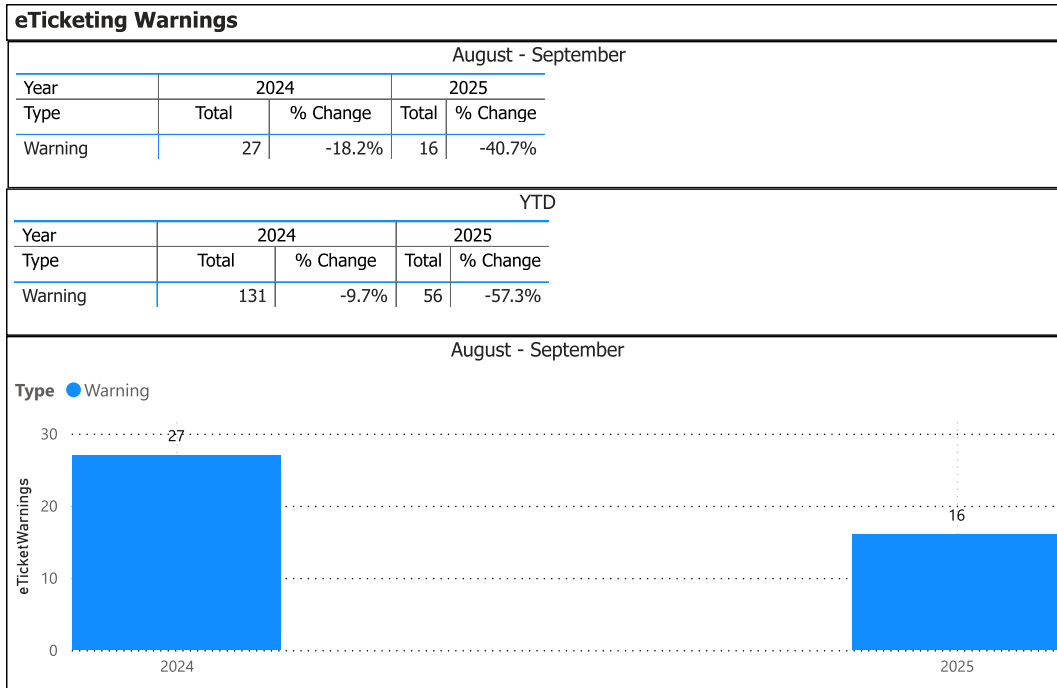 eTicketing Warnings
August - September
Year 2024 2025
Type Total % Change Total % Change
Warning 27 -18.2% 16 -40.7%
YTD
Year 2024 2025
Type Total % Change Total % Change
Warning 131 -9.7% 56 -57.3%
August - September
Type Warning
30
27
20
16
10
0
eTicketWarnings
2024 2025